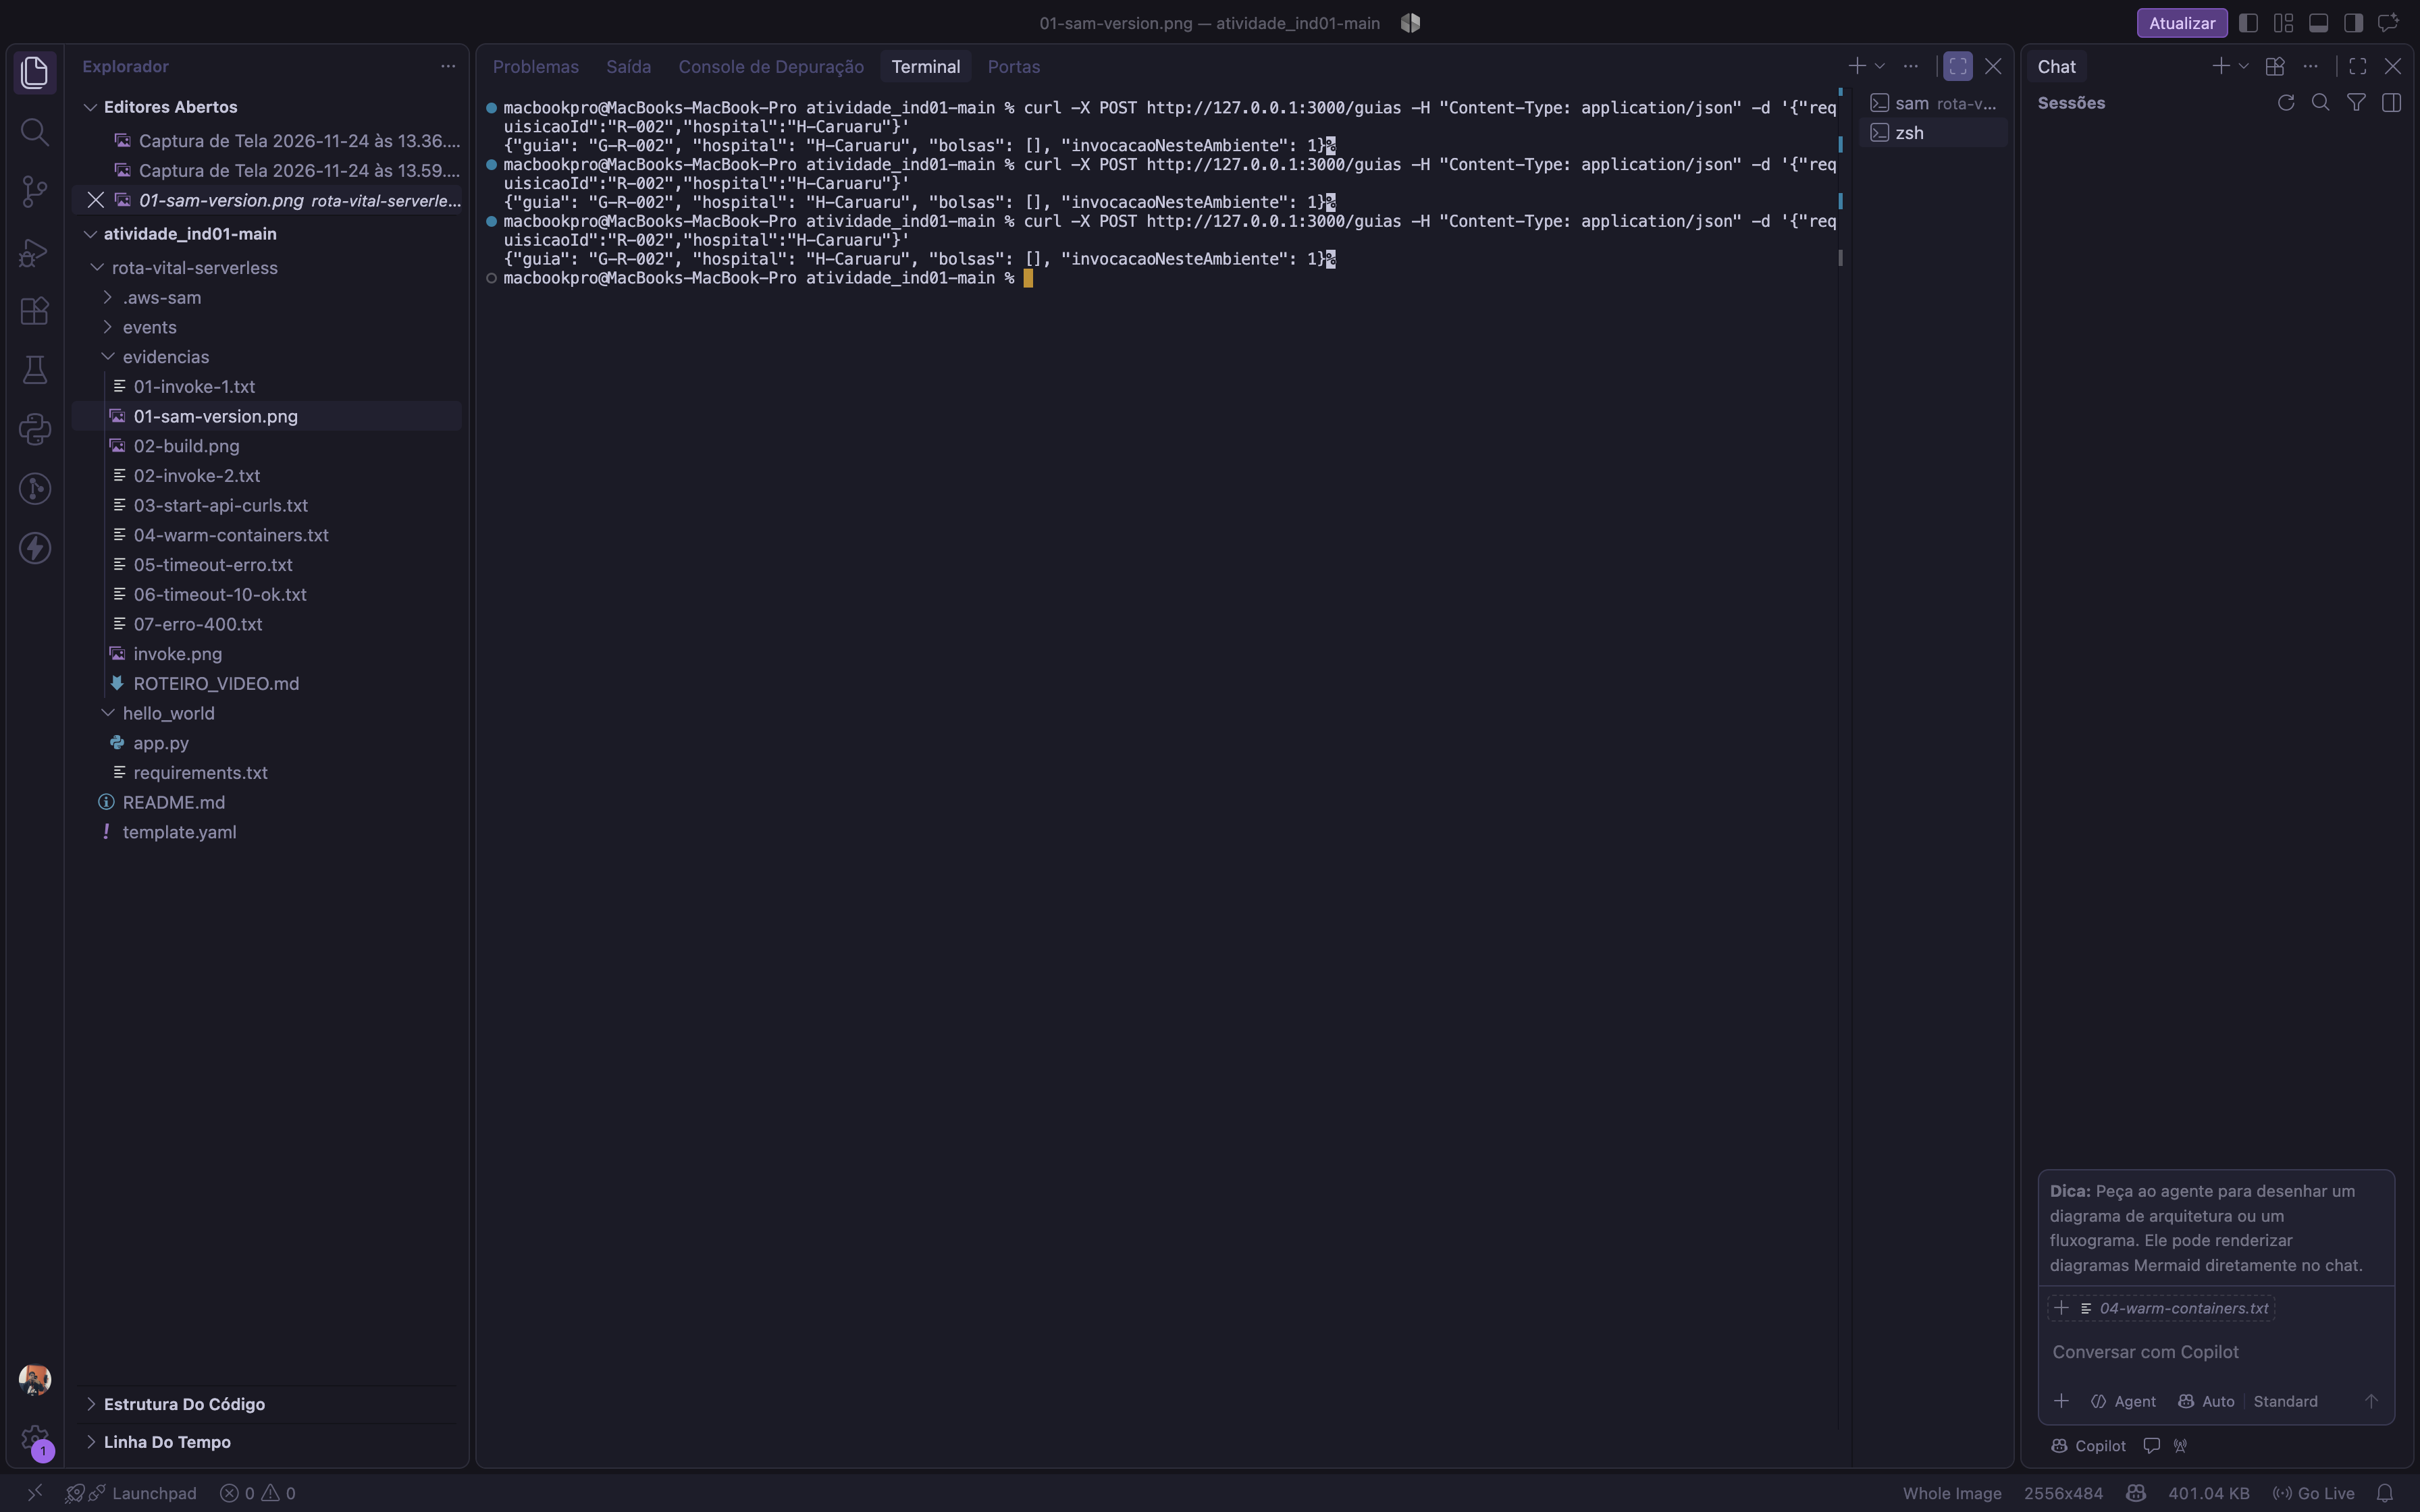 01-sam-version.png — atividade_ind01-main
Atualizar
Explorador
Editores Abertos
Captura de Tela 2026-11-24 às 13.36....
Captura de Tela 2026-11-24 às 13.59....
01-sam-version.png rota-vital-serverle...
atividade_ind01-main
rota-vital-serverless
.aws-sam
events
evidencias
01-invoke-1.txt
01-sam-version.png
02-build.png
02-invoke-2.txt
03-start-api-curls.txt
04-warm-containers.txt
05-timeout-erro.txt
06-timeout-10-ok.txt
07-erro-400.txt
invoke.png
ROTEIRO_VIDEO.md
hello_world
app.py
requirements.txt
README.md
template.yaml
Estrutura Do Código
Linha Do Tempo
1
Problemas Saída Console de Depuração Terminal Portas
macbookpro@MacBooks-MacBook-Pro atividade_ind01-main % curl -X POST http://127.0.0.1:3000/guias -H "Content-Type: application/json" -d '{"req
uisicaoId":"R-002","hospital":"H-Caruaru"}'
{"guia": "G-R-002", "hospital": "H-Caruaru", "bolsas": [], "invocacaoNesteAmbiente": 1}%
macbookpro@MacBooks-MacBook-Pro atividade_ind01-main % curl -X POST http://127.0.0.1:3000/guias -H "Content-Type: application/json" -d '{"req
uisicaoId":"R-002","hospital":"H-Caruaru"}'
{"guia": "G-R-002", "hospital": "H-Caruaru", "bolsas": [], "invocacaoNesteAmbiente": 1}%
macbookpro@MacBooks-MacBook-Pro atividade_ind01-main % curl -X POST http://127.0.0.1:3000/guias -H "Content-Type: application/json" -d '{"req
uisicaoId":"R-002","hospital":"H-Caruaru"}'
{"guia": "G-R-002", "hospital": "H-Caruaru", "bolsas": [], "invocacaoNesteAmbiente": 1}%
macbookpro@MacBooks-MacBook-Pro atividade_ind01-main %
sam rota-v...
zsh
Chat
Sessões
Dica: Peça ao agente para desenhar um
diagrama de arquitetura ou um
fluxograma. Ele pode renderizar
diagramas Mermaid diretamente no chat.
04-warm-containers.txt
Conversar com Copilot
Agent Auto Standard
Copilot
Launchpad 0 0
Whole Image 2556x484 401.04 KB Go Live